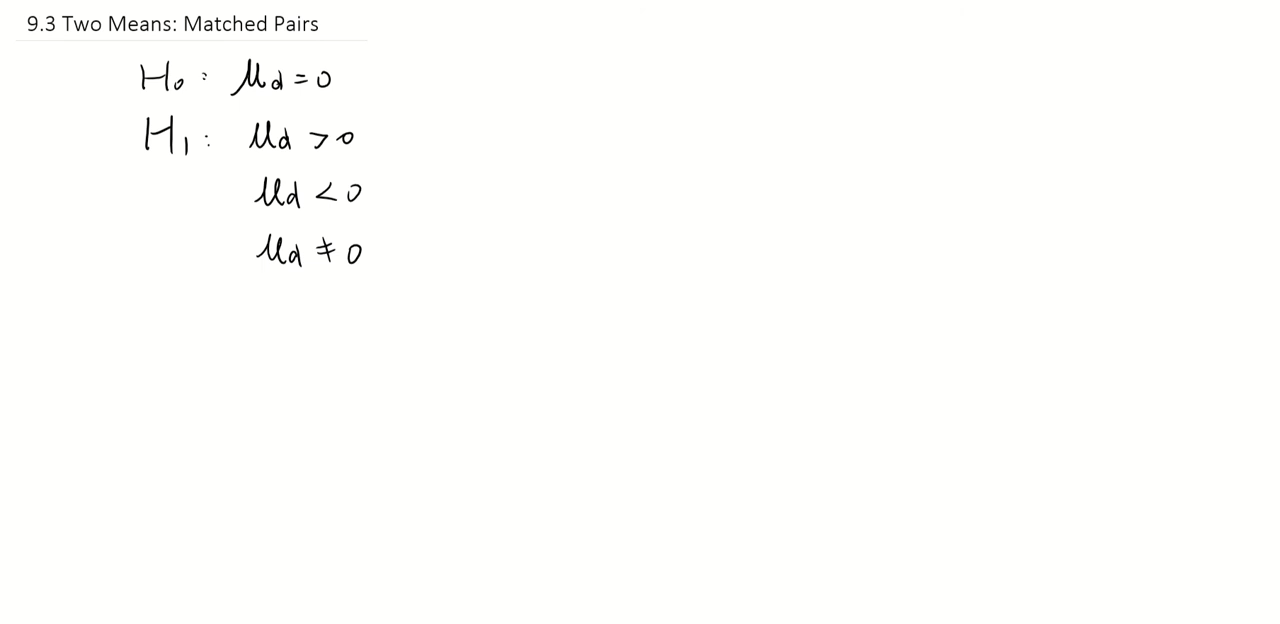 9.3 Two Means: Matched Pairs
H₀ : μd = 0
H₁ : μd > 0
μd < 0
μd ≠ 0